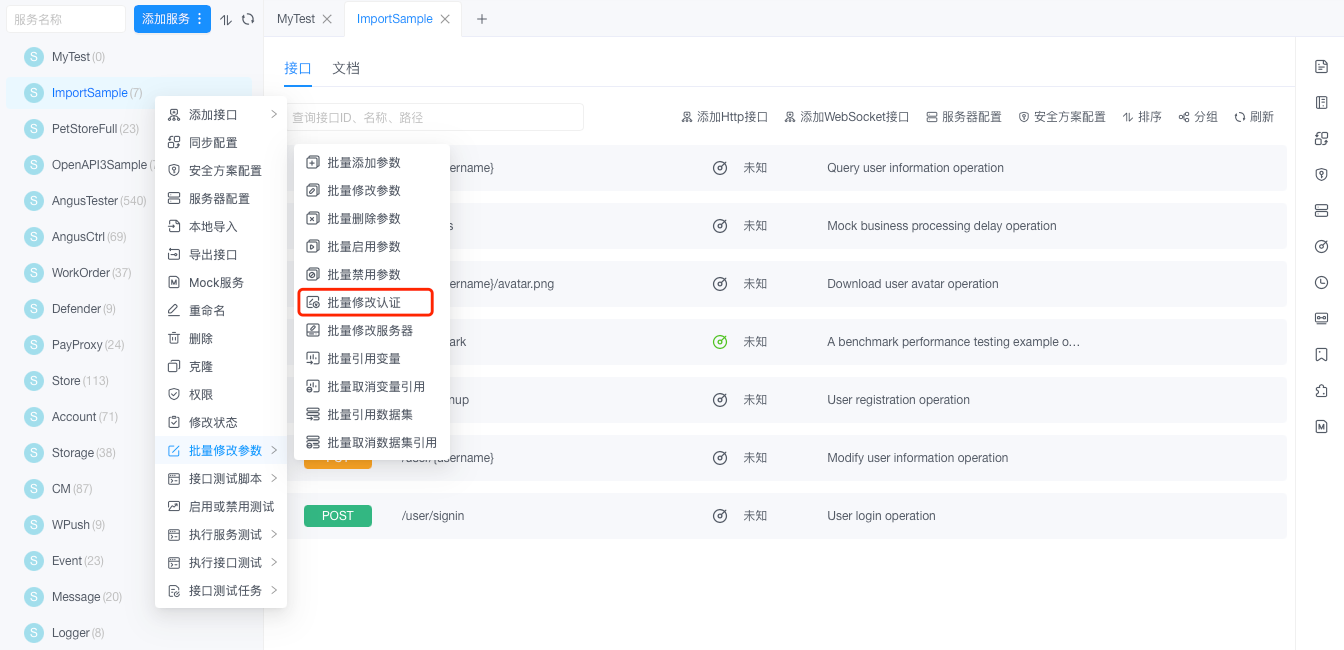 服务名称
添加服务
MyTest
ImportSample
MyTest (0)
ImportSample (7)
PetStoreFull (23)
OpenAPI3Sample
AngusTester (540)
AngusCtrl (69)
WorkOrder (37)
Defender (9)
PayProxy (24)
Store (113)
Account (71)
Storage (38)
CM (87)
WPush (9)
Event (23)
Message (20)
Logger (8)
添加接口
同步配置
安全方案配置
服务器配置
本地导入
导出接口
Mock服务
重命名
删除
克隆
权限
修改状态
批量修改参数
接口测试脚本
启用或禁用测试
执行服务测试
执行接口测试
接口测试任务
批量添加参数
批量修改参数
批量删除参数
批量启用参数
批量禁用参数
批量修改认证
批量修改服务器
批量引用变量
批量取消变量引用
批量引用数据集
批量取消数据集引用
接口 文档
查询接口ID、名称、路径
添加Http接口 添加WebSocket接口 服务器配置 安全方案配置 排序 分组 刷新
ername} 未知 Query user information operation
s 未知 Mock business processing delay operation
ername}/avatar.png 未知 Download user avatar operation
ark 未知 A benchmark performance testing example o…
nup 未知 User registration operation
未知 Modify user information operation
POST /user/signin 未知 User login operation